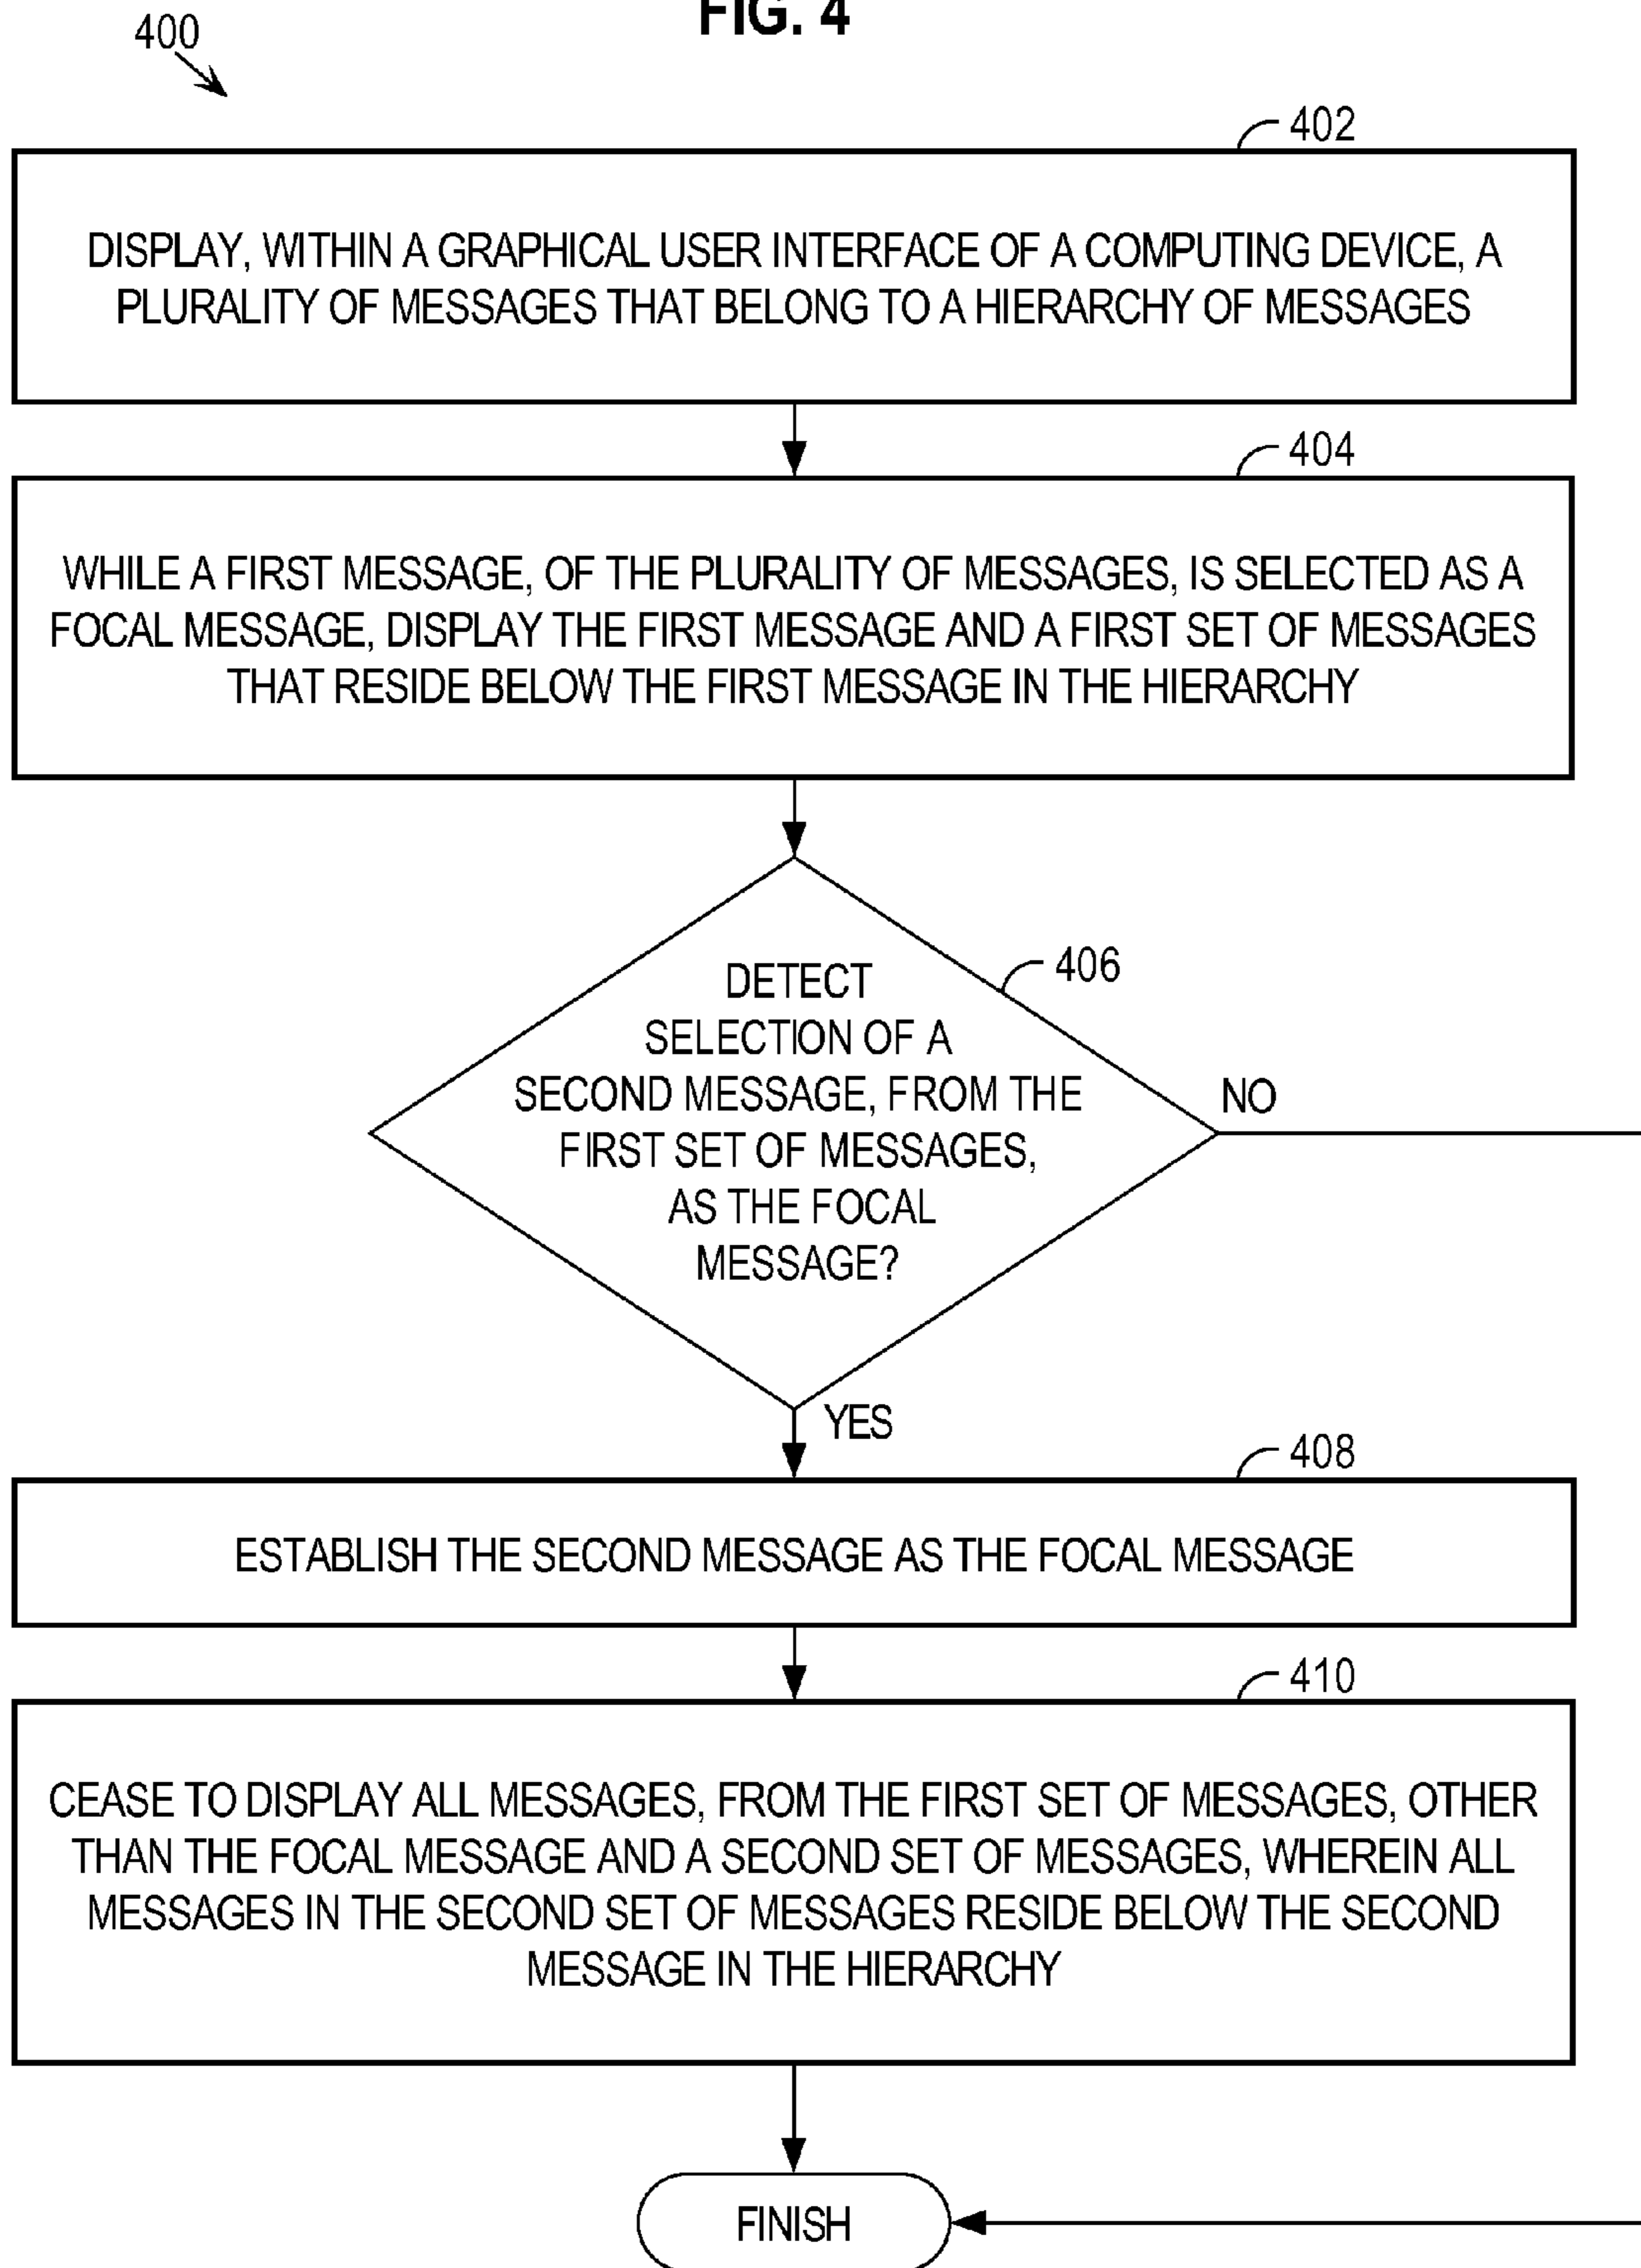 FIG. 4
400
402
DISPLAY, WITHIN A GRAPHICAL USER INTERFACE OF A COMPUTING DEVICE, A
PLURALITY OF MESSAGES THAT BELONG TO A HIERARCHY OF MESSAGES
404
WHILE A FIRST MESSAGE, OF THE PLURALITY OF MESSAGES, IS SELECTED AS A
FOCAL MESSAGE, DISPLAY THE FIRST MESSAGE AND A FIRST SET OF MESSAGES
THAT RESIDE BELOW THE FIRST MESSAGE IN THE HIERARCHY
406
DETECT
SELECTION OF A
SECOND MESSAGE, FROM THE
FIRST SET OF MESSAGES,
AS THE FOCAL
MESSAGE?
NO
YES
408
ESTABLISH THE SECOND MESSAGE AS THE FOCAL MESSAGE
410
CEASE TO DISPLAY ALL MESSAGES, FROM THE FIRST SET OF MESSAGES, OTHER
THAN THE FOCAL MESSAGE AND A SECOND SET OF MESSAGES, WHEREIN ALL
MESSAGES IN THE SECOND SET OF MESSAGES RESIDE BELOW THE SECOND
MESSAGE IN THE HIERARCHY
FINISH